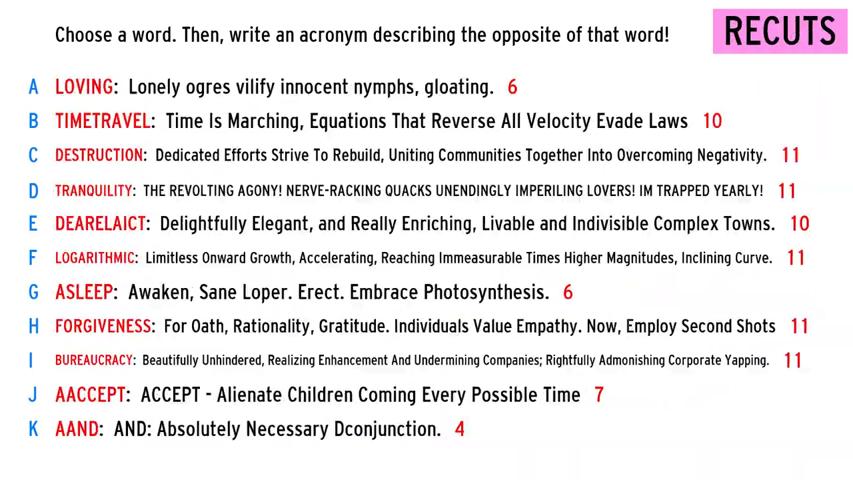 Choose a word. Then, write an acronym describing the opposite of that word!
RECUTS
A LOVING: Lonely ogres vilify innocent nymphs, gloating. 6
B TIMETRAVEL: Time Is Marching, Equations That Reverse All Velocity Evade Laws 10
C DESTRUCTION: Dedicated Efforts Strive To Rebuild, Uniting Communities Together Into Overcoming Negativity. 11
D TRANQUILITY: THE REVOLTING AGONY! NERVE-RACKING QUACKS UNENDINGLY IMPERILING LOVERS! IM TRAPPED YEARLY! 11
E DEARELAICT: Delightfully Elegant, and Really Enriching, Livable and Indivisible Complex Towns. 10
F LOGARITHMIC: Limitless Onward Growth, Accelerating, Reaching Immeasurable Times Higher Magnitudes, Inclining Curve. 11
G ASLEEP: Awaken, Sane Loper. Erect. Embrace Photosynthesis. 6
H FORGIVENESS: For Oath, Rationality, Gratitude. Individuals Value Empathy. Now, Employ Second Shots 11
I BUREAUCRACY: Beautifully Unhindered, Realizing Enhancement And Undermining Companies; Rightfully Admonishing Corporate Yapping. 11
J AACCEPT: ACCEPT - Alienate Children Coming Every Possible Time 7
K AAND: AND: Absolutely Necessary Dconjunction. 4